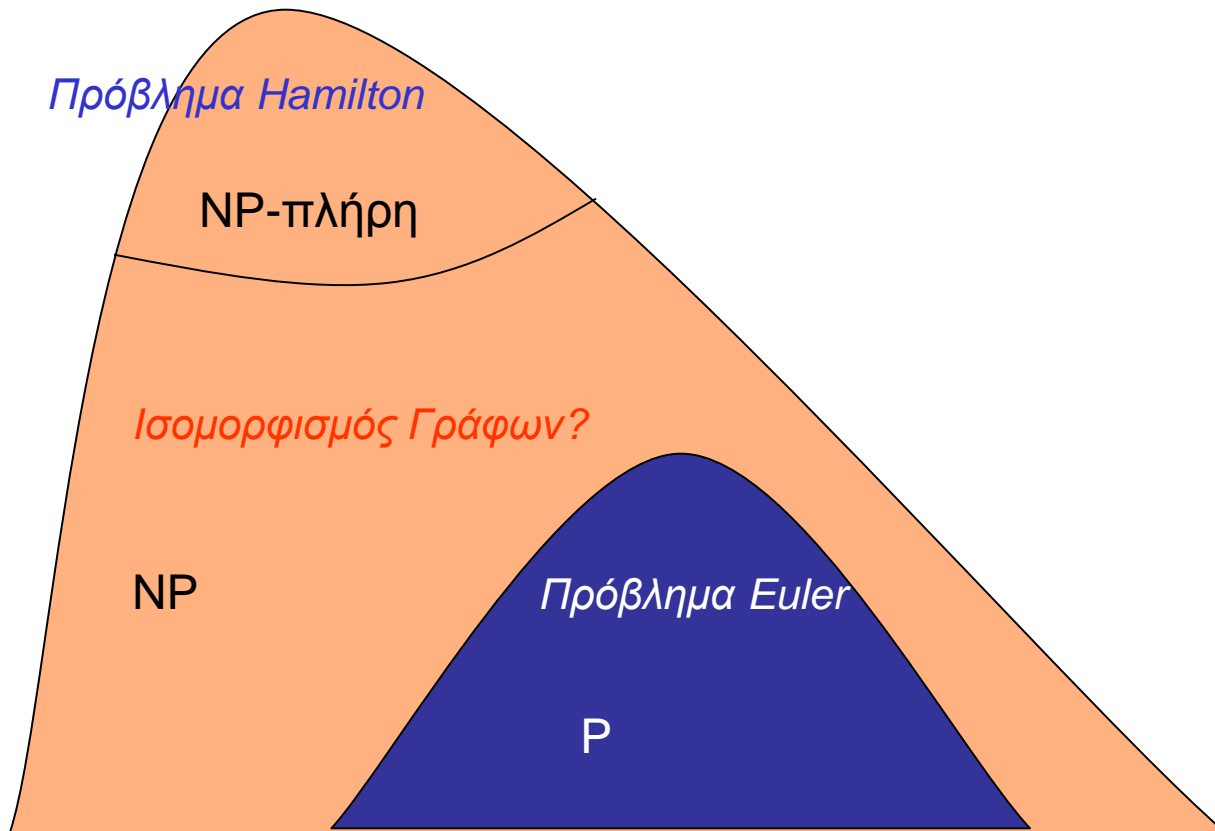 Πρόβλημα Hamilton
NP-πλήρη
Ισομορφισμός Γράφων?
NP
Πρόβλημα Euler
P